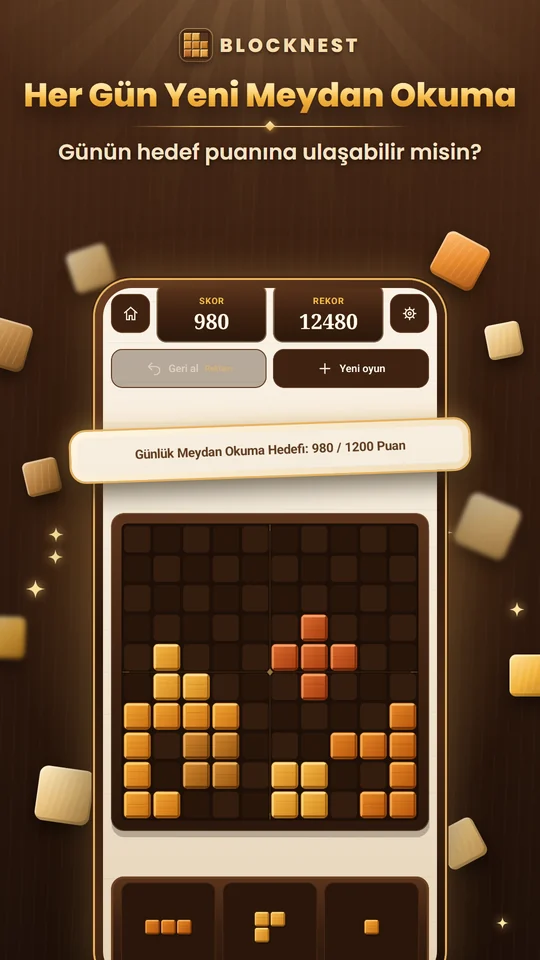 BLOCKNEST
Her Gün Yeni Meydan Okuma
Günün hedef puanına ulaşabilir misin?
SKOR
980
REKOR
12480
Geri al
Yeni oyun
Günlük Meydan Okuma Hedefi: 980 / 1200 Puan